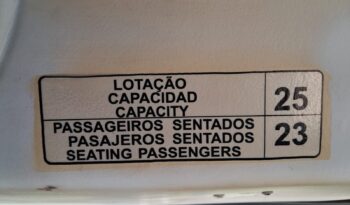 LOTAÇÃO
CAPACIDAD
CAPACITY
25
PASSAGEIROS SENTADOS
PASAJEROS SENTADOS
SEATING PASSENGERS
23